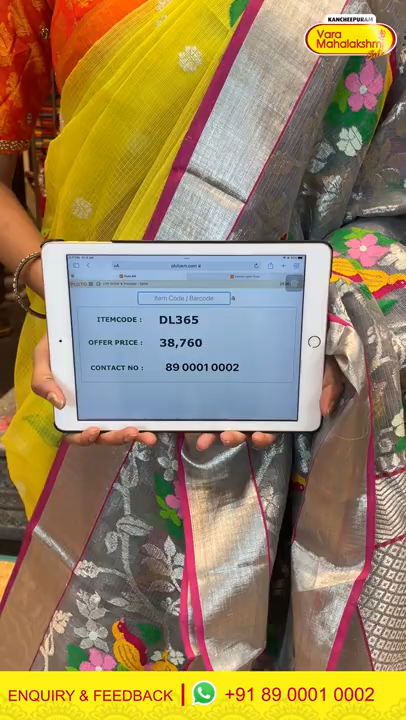 KANCHEEPURAM
Vara
Mahalakshmi
Item Code / Barcode
ITEMCODE : DL365
OFFER PRICE : 38,760
CONTACT NO : 89 0001 0002
ENQUIRY & FEEDBACK | +91 89 0001 0002